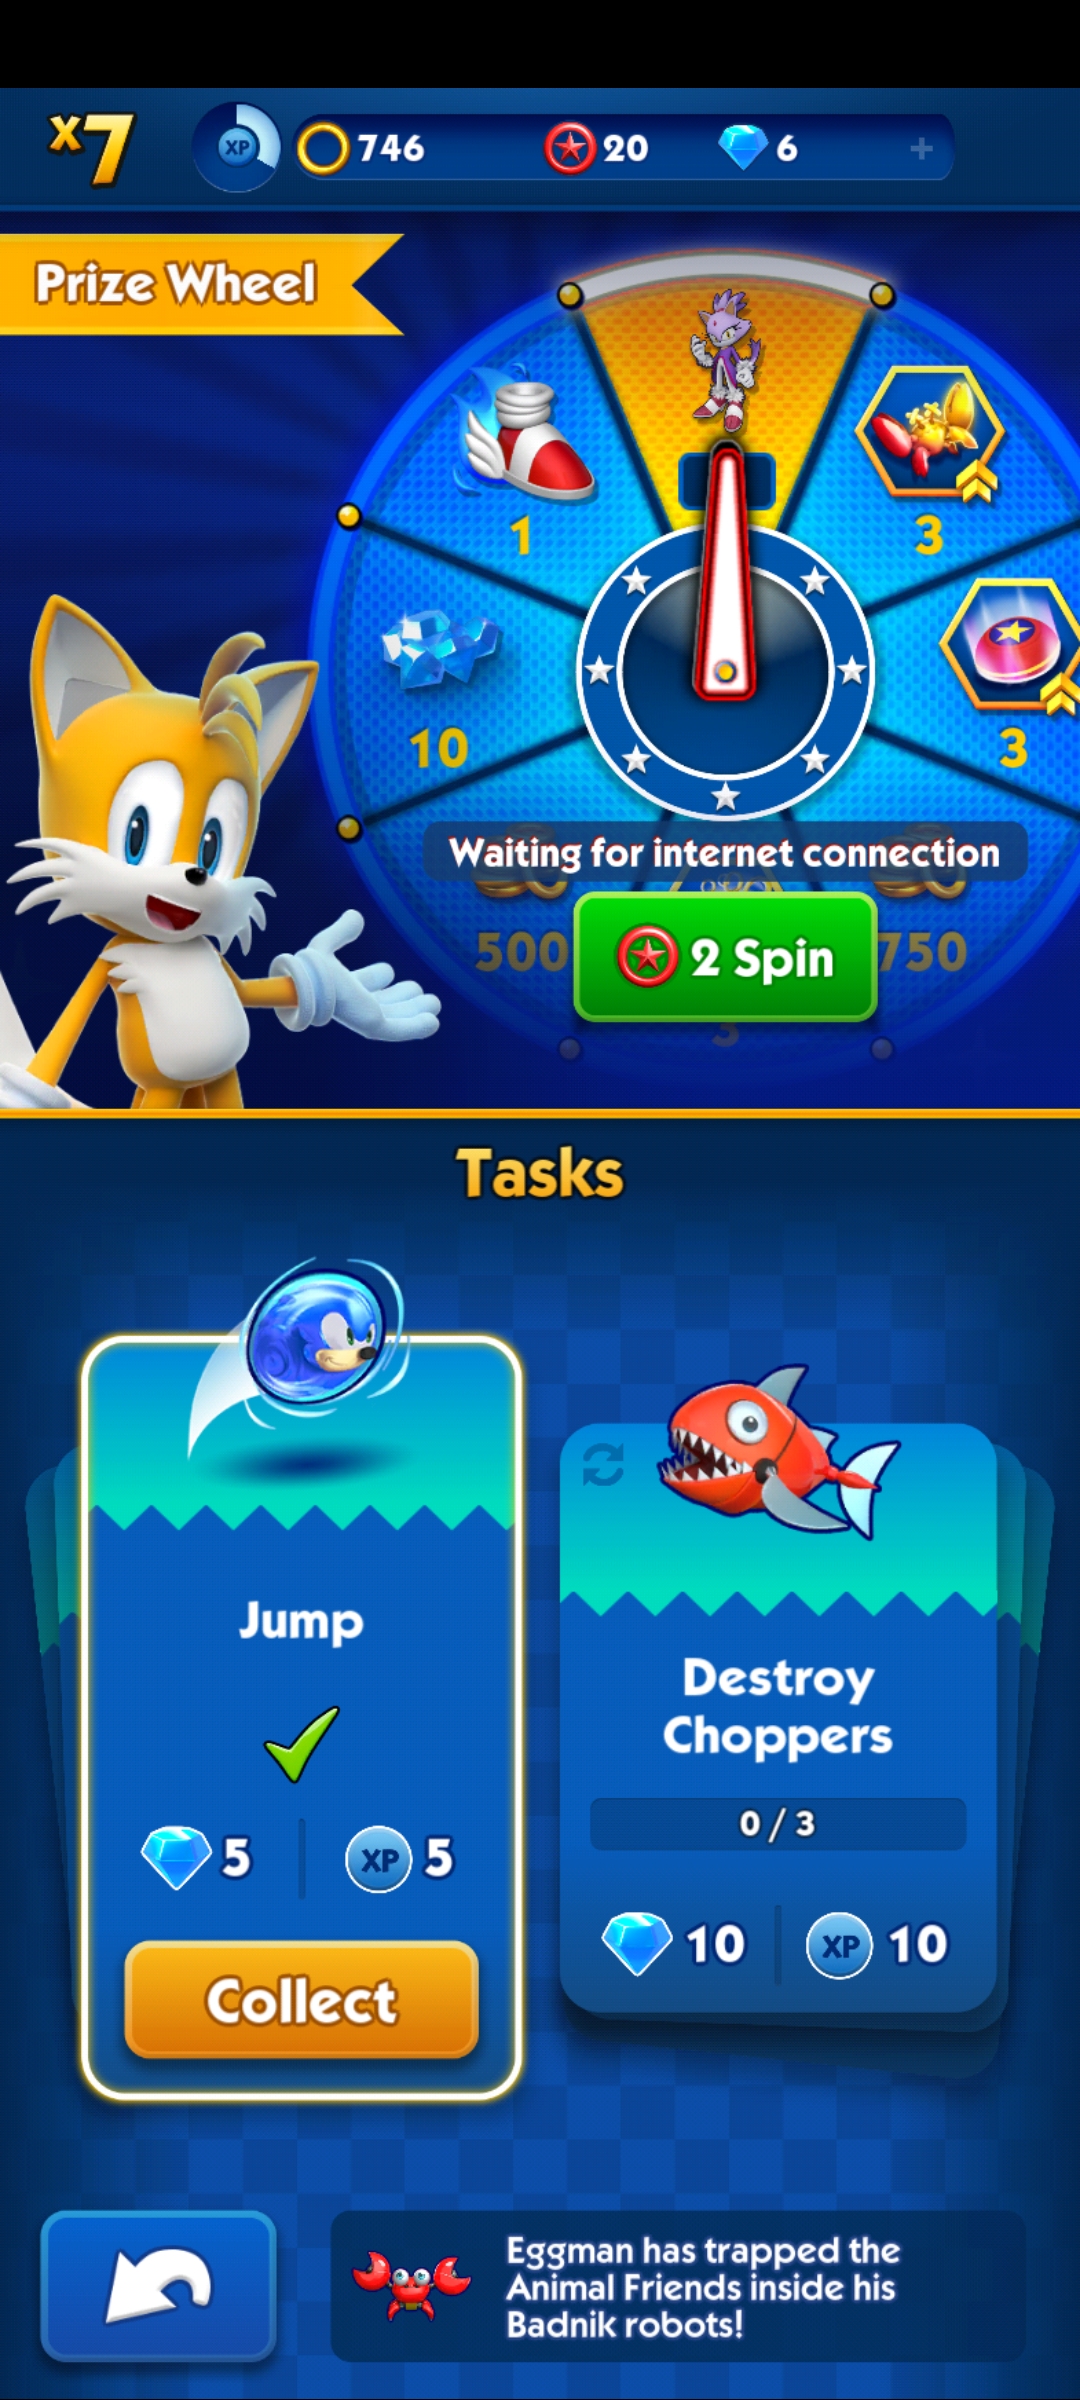 x7
XP
746
20
6
+
Prize Wheel
1
3
10
3
Waiting for internet connection
500
2 Spin
750
3
Tasks
Jump
Destroy
Choppers
0 / 3
5
XP
5
10
XP
10
Collect
Eggman has trapped the
Animal Friends inside his
Badnik robots!